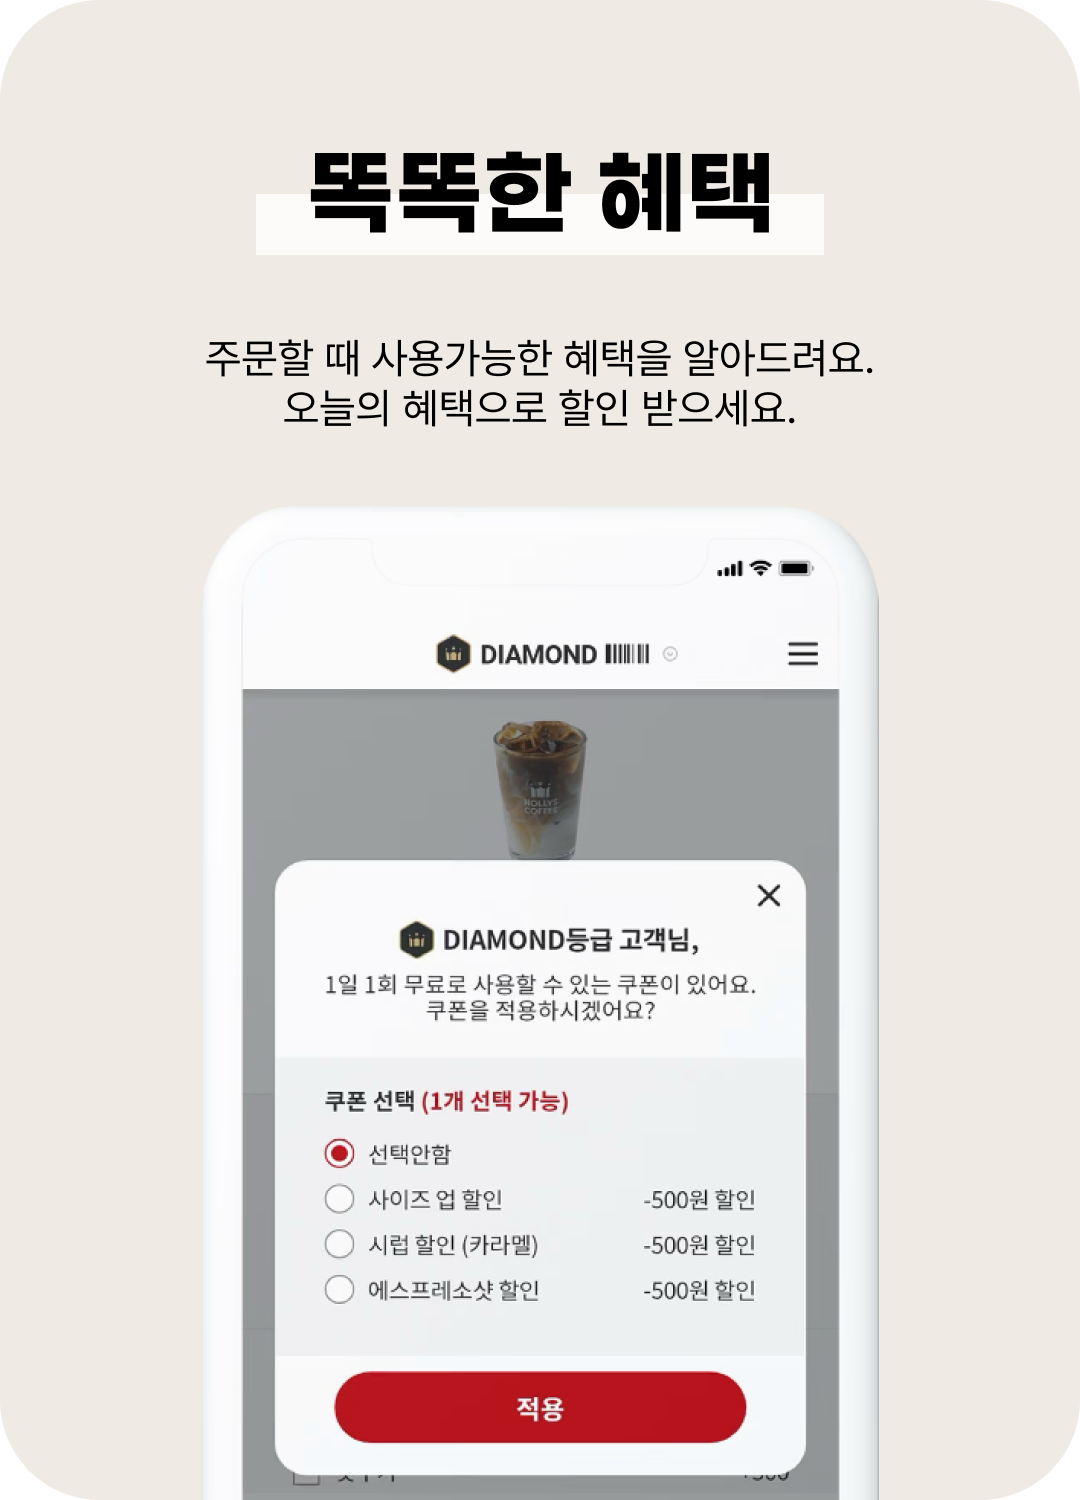 똑똑한 혜택
주문할 때 사용가능한 혜택을 알아드려요.
오늘의 혜택으로 할인 받으세요.
DIAMOND
HOLLYS
COFFEE
DIAMOND등급 고객님,
1일 1회 무료로 사용할 수 있는 쿠폰이 있어요.
쿠폰을 적용하시겠어요?
쿠폰 선택 (1개 선택 가능)
선택안함
사이즈 업 할인 -500원 할인
시럽 할인 (카라멜) -500원 할인
에스프레소샷 할인 -500원 할인
적용